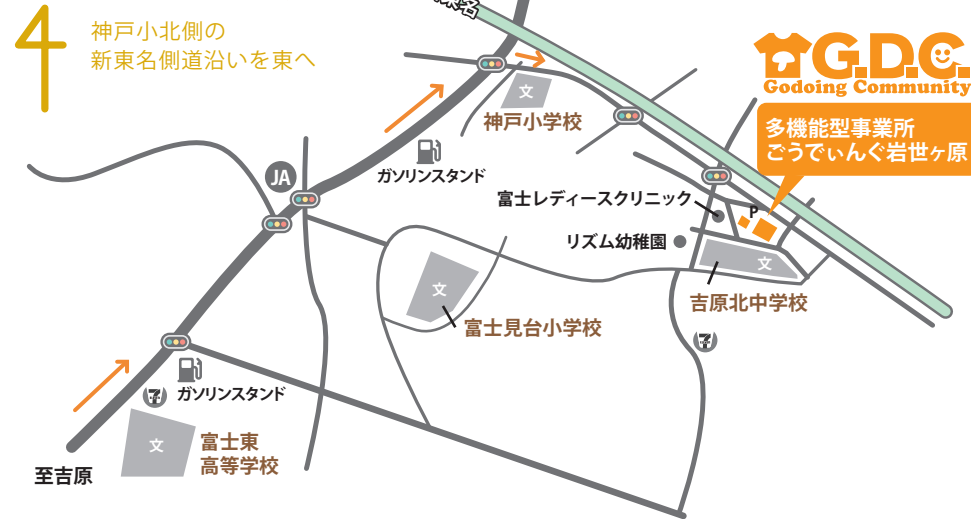 4
神戸小北側の
新東名側道沿いを東へ
東名
G.D.C.
Godoing Community
多機能型事業所
ごうでぃんぐ岩世ヶ原
文
神戸小学校
ガソリンスタンド
JA
富士レディースクリニック
P
リズム幼稚園
文
吉原北中学校
文
富士見台小学校
7
ガソリンスタンド
7
文
富士東
高等学校
至吉原